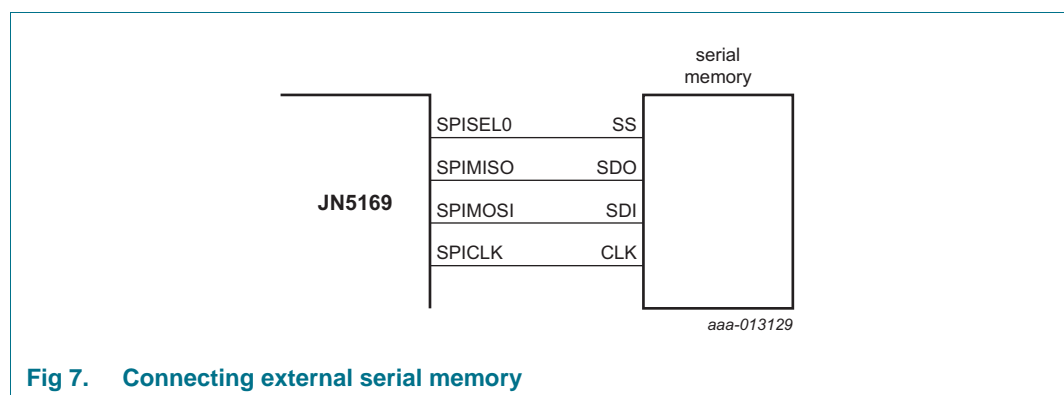 serial
memory
SPISEL0 SS
SPIMISO SDO
JN5169
SPIMOSI SDI
SPICLK CLK
aaa-013129
Fig 7. Connecting external serial memory